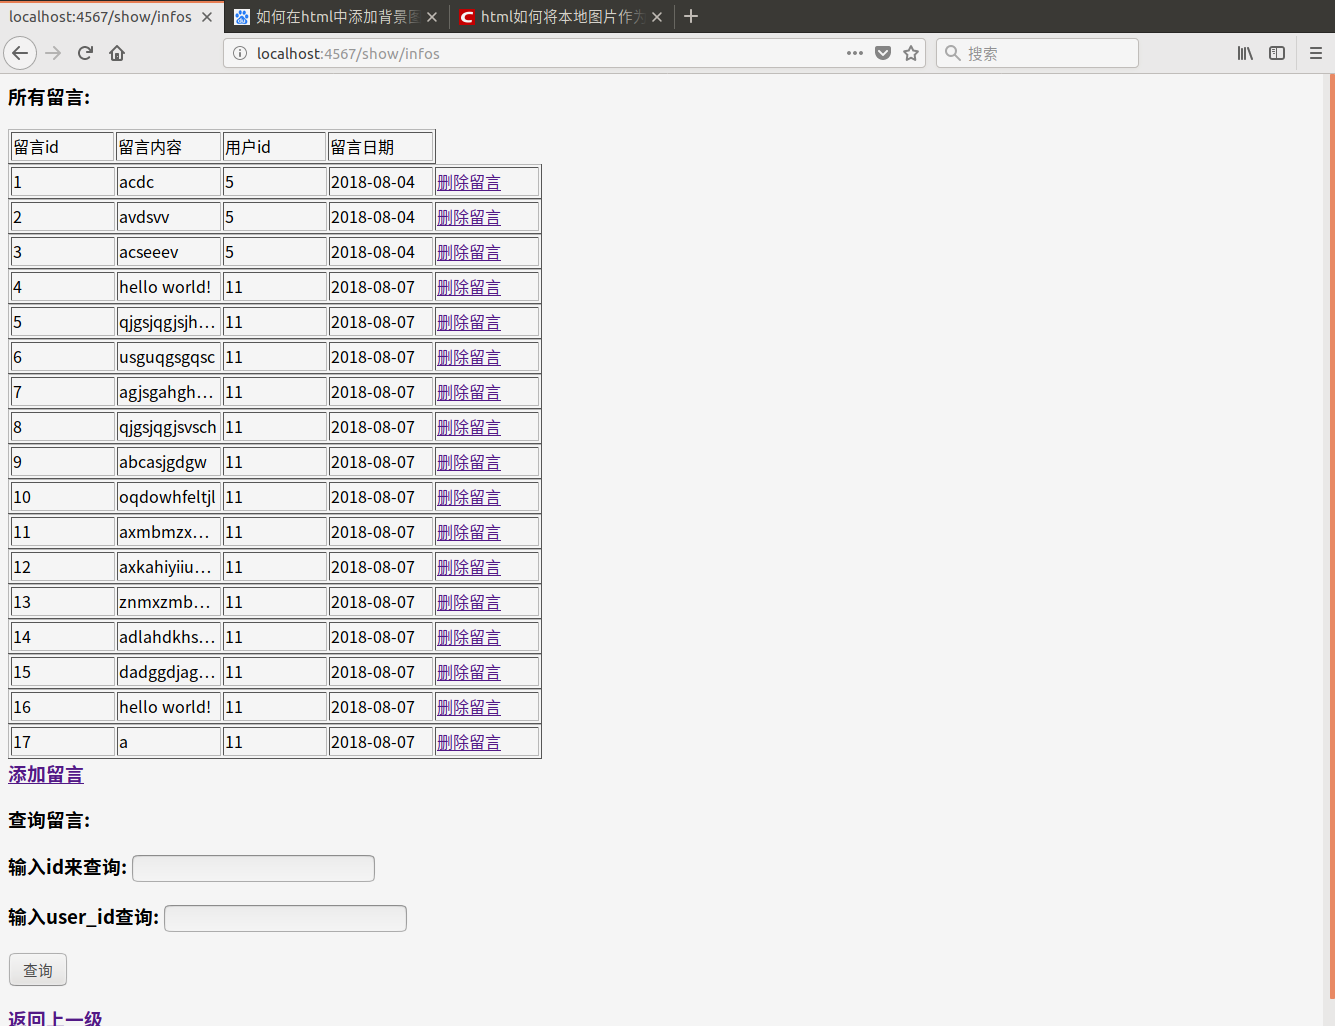 localhost:4567/show/infos
如何在html中添加背景图
html如何将本地图片作为
localhost:4567/show/infos
搜索
所有留言:
留言id 留言内容 用户id 留言日期
1 acdc 5 2018-08-04 删除留言
2 avdsvv 5 2018-08-04 删除留言
3 acseeev 5 2018-08-04 删除留言
4 hello world! 11 2018-08-07 删除留言
5 qjgsjqgjsjh... 11 2018-08-07 删除留言
6 usguqgsgqsc 11 2018-08-07 删除留言
7 agjsgahgh... 11 2018-08-07 删除留言
8 qjgsjqgjsvsch 11 2018-08-07 删除留言
9 abcasjgdgw 11 2018-08-07 删除留言
10 oqdowhfeltjl 11 2018-08-07 删除留言
11 axmbmzx... 11 2018-08-07 删除留言
12 axkahiyiiu... 11 2018-08-07 删除留言
13 znmxzmb... 11 2018-08-07 删除留言
14 adlahdkhs... 11 2018-08-07 删除留言
15 dadggdjag... 11 2018-08-07 删除留言
16 hello world! 11 2018-08-07 删除留言
17 a 11 2018-08-07 删除留言
添加留言
查询留言:
输入id来查询:
输入user_id查询:
查询
返回上一级